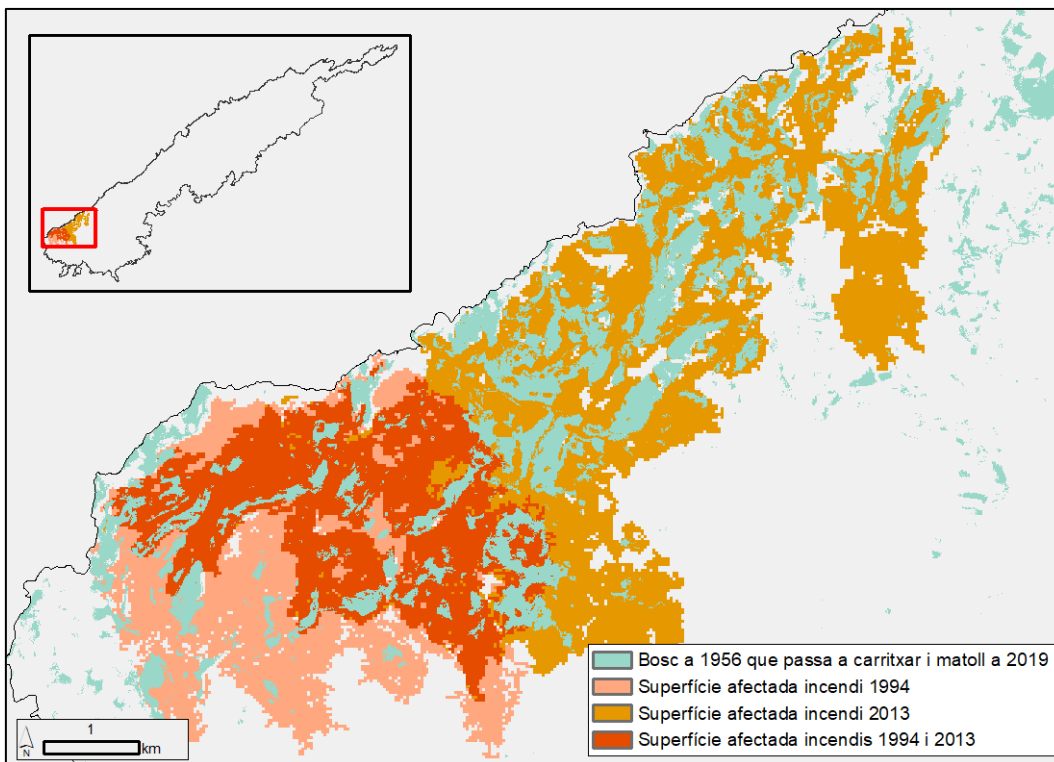 Bosc a 1956 que passa a carritxar i matoll a 2019
Superfície afectada incendi 1994
Superfície afectada incendi 2013
Superfície afectada incendis 1994 i 2013
N
1
km